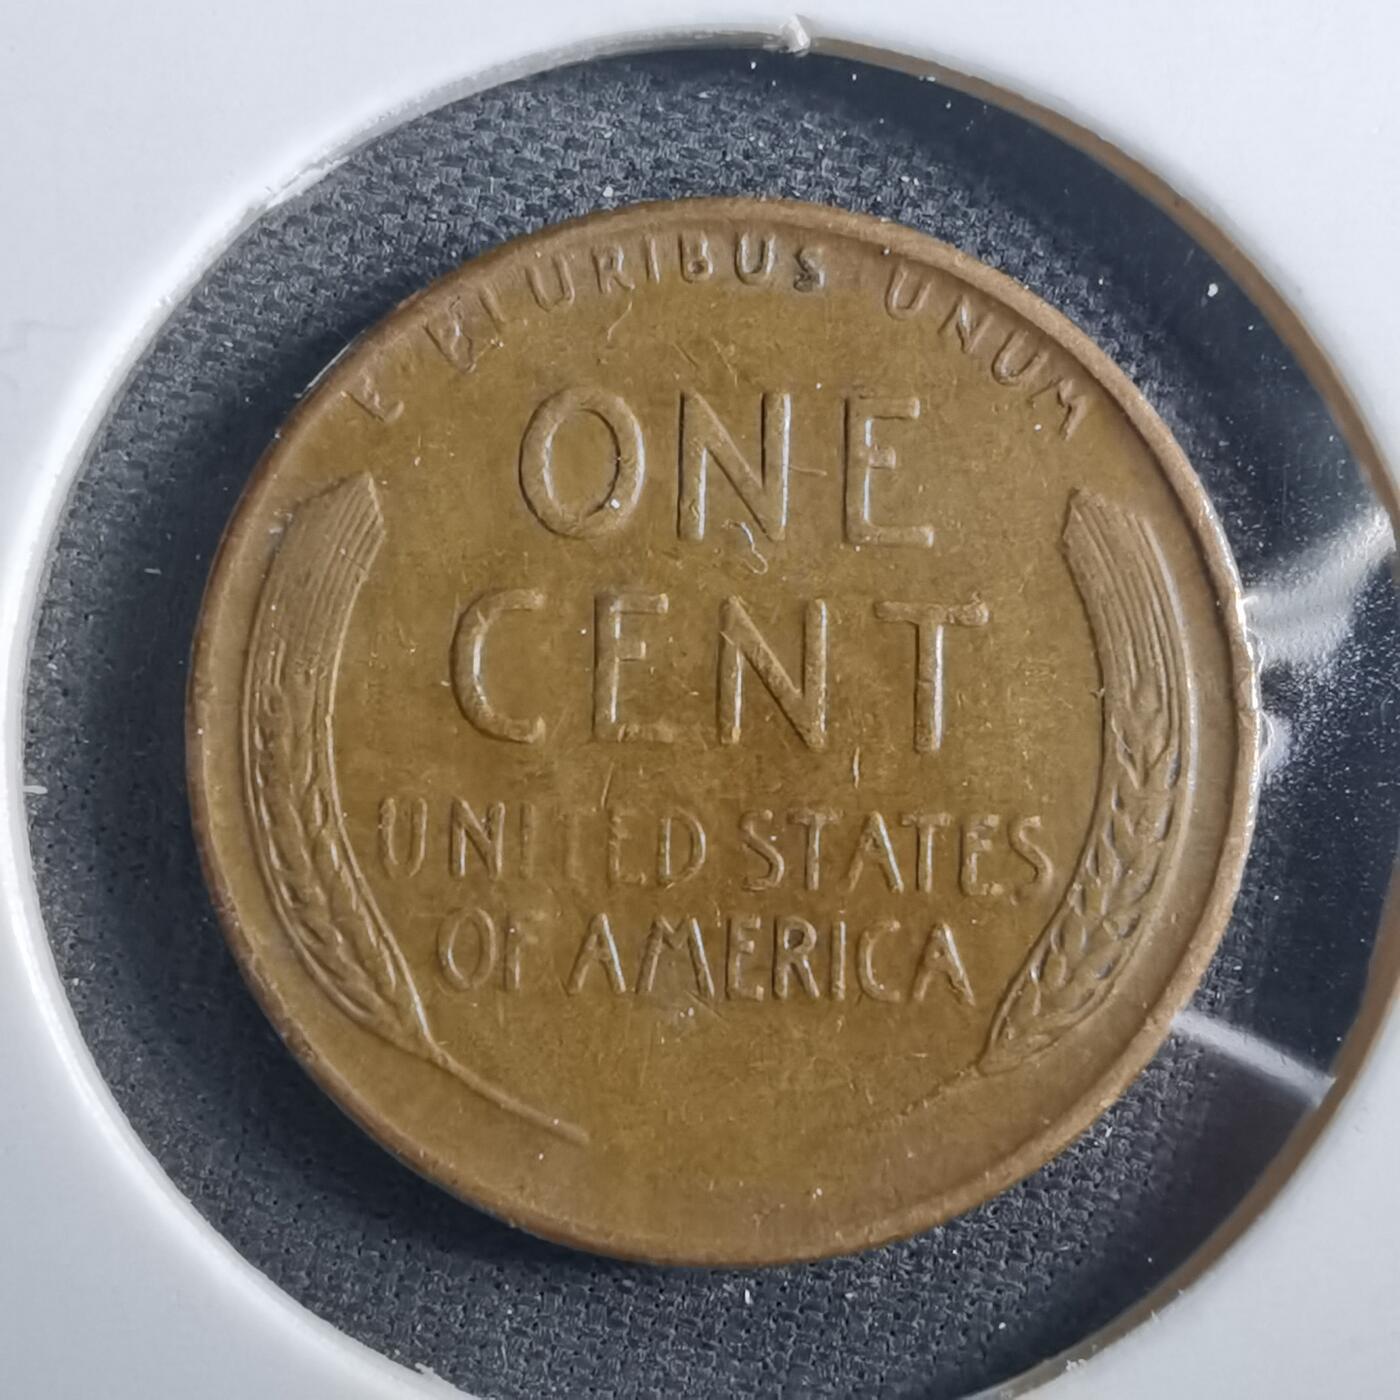 E PLURIBUS UNUM
ONE
CENT
UNITED STATES
OF AMERICA